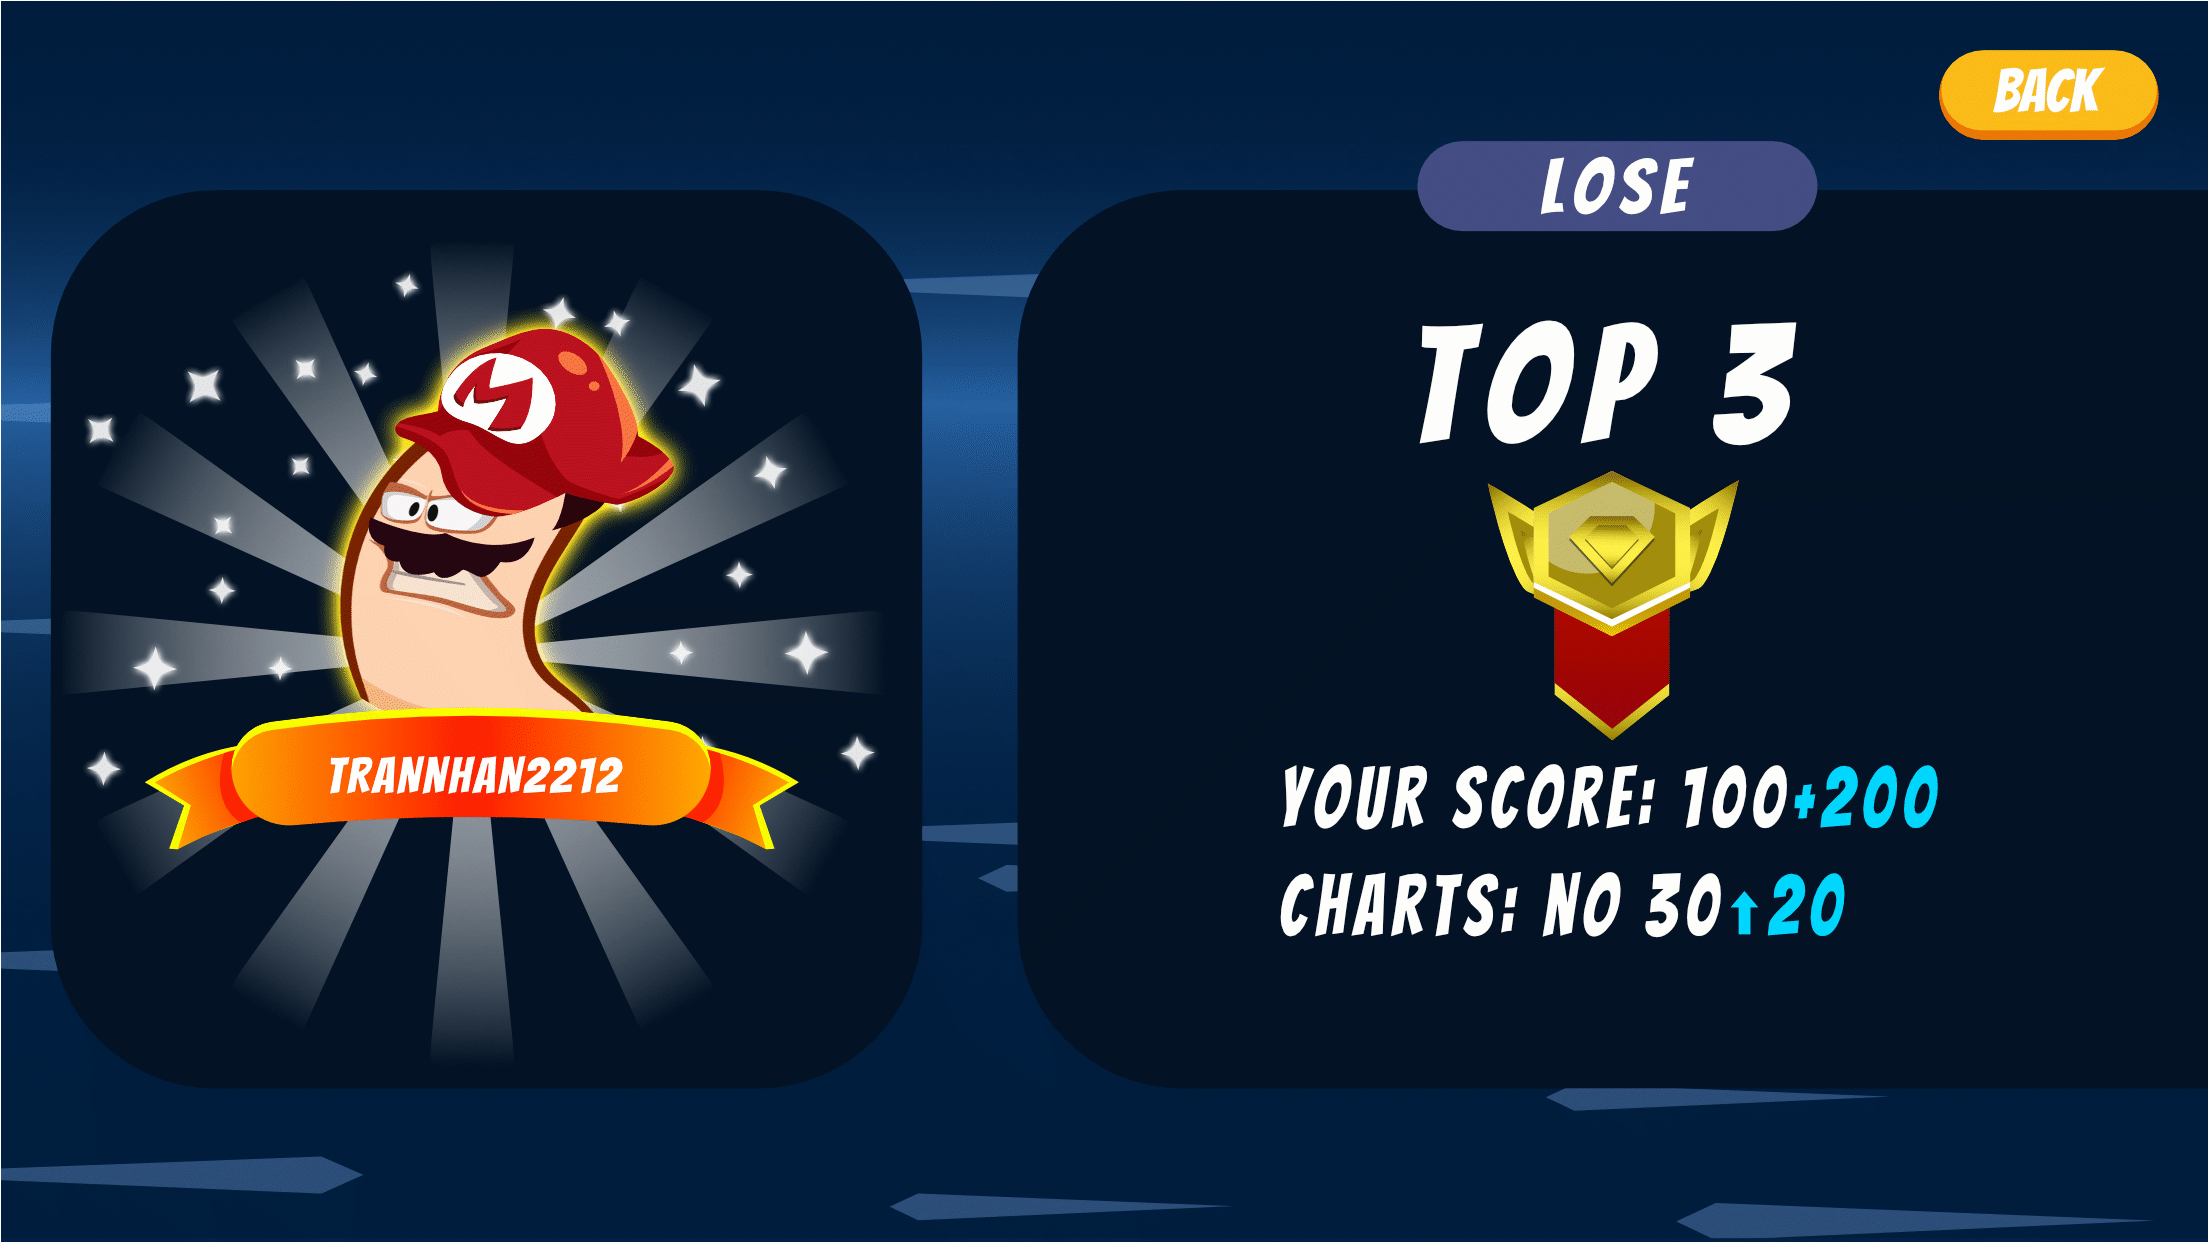 BACK
LOSE
TOP 3
M
TRANNHAN2212
YOUR SCORE: 100+200
CHARTS: NO 30⬆20